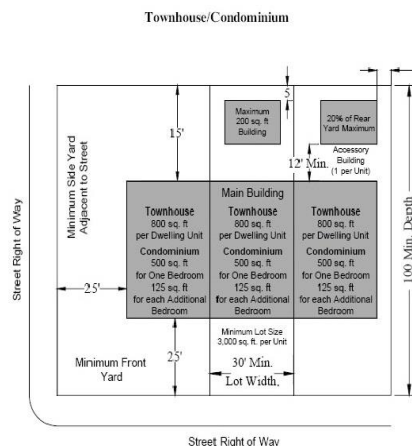 Townhouse/Condominium
5
Maximum
200 sq. ft
Building
20% of Rear
Yard Maximum
15'
12' Min.
Accessory
Building
(1 per Unit)
Minimum Side Yard
Adjacent to Street
Street Right of Way
100 Min. Depth
Main Building
Townhouse
800 sq. ft
per Dwelling Unit
Condominium
500 sq. ft
for One Bedroom
125 sq. ft
for each Additional
Bedroom
Townhouse
800 sq. ft
per Dwelling Unit
Condominium
500 sq. ft
for One Bedroom
125 sq. ft
for each Additional
Bedroom
Townhouse
800 sq. ft
per Dwelling Unit
Condominium
500 sq. ft
for One Bedroom
125 sq. ft
for each Additional
Bedroom
25'
25'
Minimum Lot Size
3,000 sq. ft. per Unit
Minimum Front
Yard
30' Min.
Lot Width.
Street Right of Way